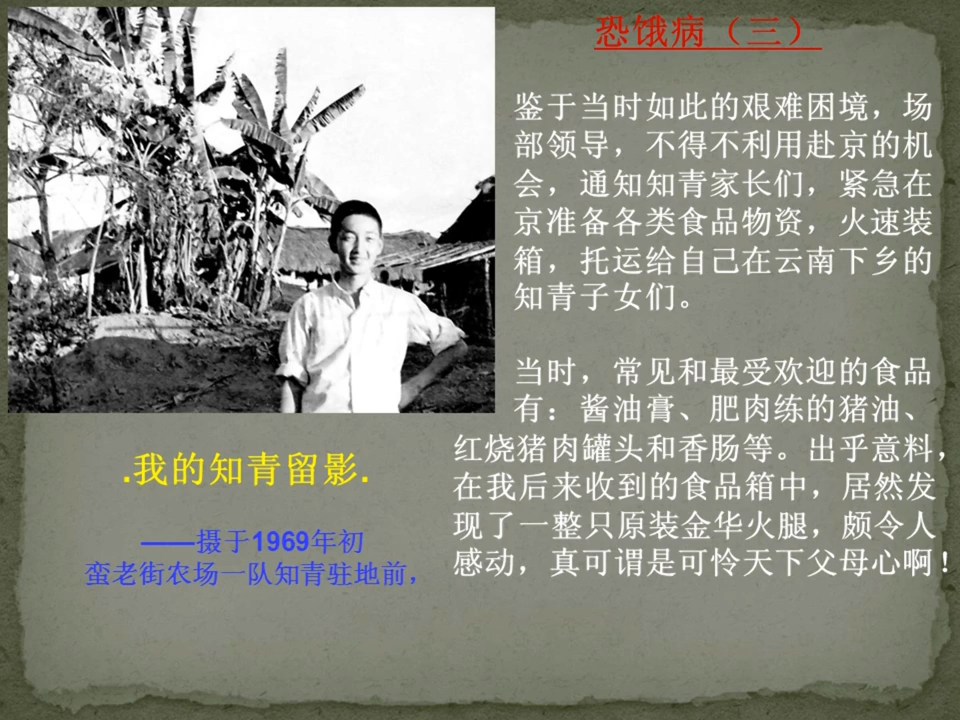 恐饿病（三）
鉴于当时如此的艰难困境，场
部领导，不得不利用赴京的机
会，通知知青家长们，紧急在
京准备各类食品物资，火速装
箱，托运给自己在云南下乡的
知青子女们。
当时，常见和最受欢迎的食品
有：酱油膏、肥肉练的猪油、
红烧猪肉罐头和香肠等。出乎意料，
在我后来收到的食品箱中，居然发
现了一整只原装金华火腿，颇令人
感动，真可谓是可怜天下父母心啊！
.我的知青留影.
——摄于1969年初
蛮老街农场一队知青驻地前，